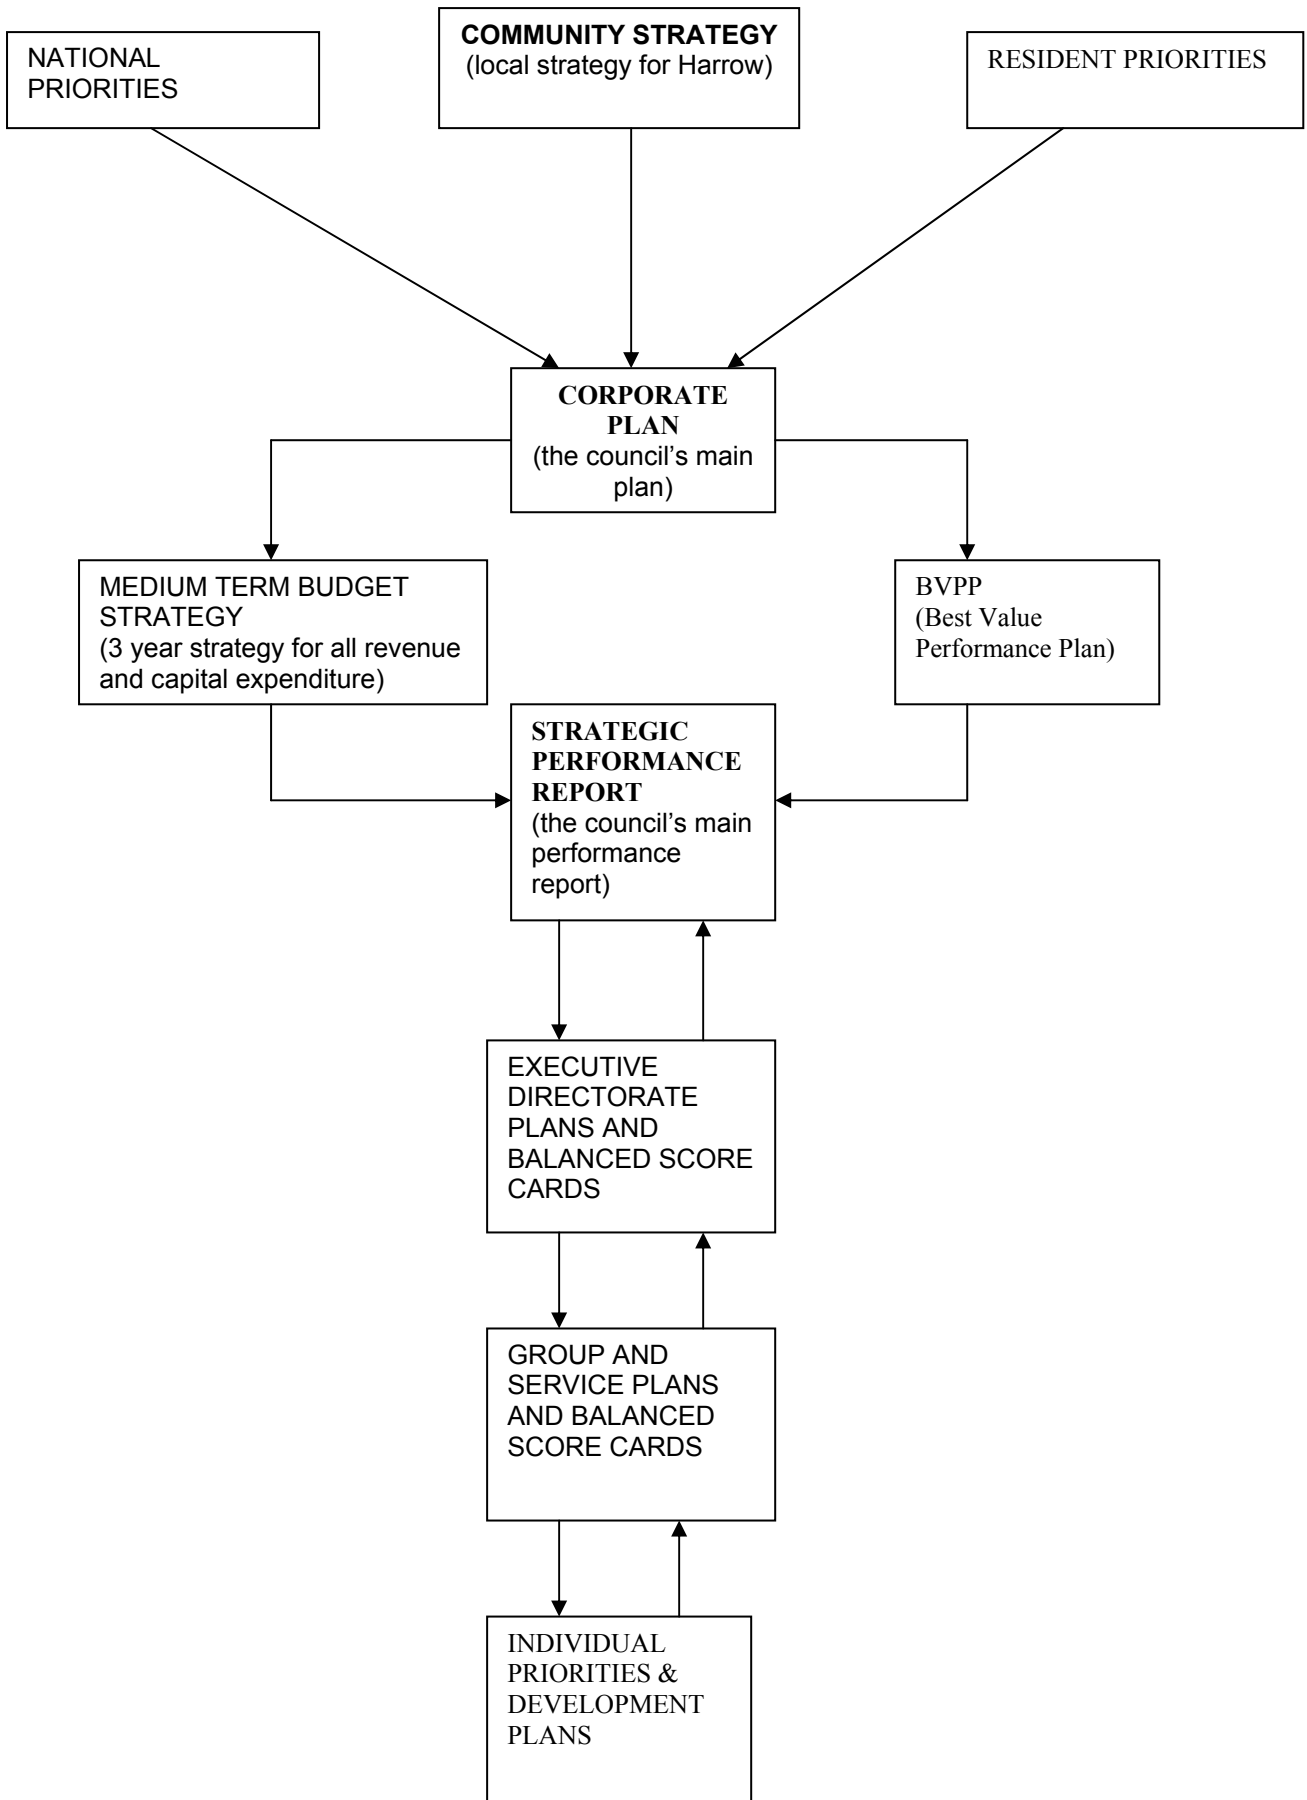 NATIONAL
PRIORITIES
COMMUNITY STRATEGY
(local strategy for Harrow)
RESIDENT PRIORITIES
CORPORATE
PLAN
(the council’s main
plan)
MEDIUM TERM BUDGET
STRATEGY
(3 year strategy for all revenue
and capital expenditure)
BVPP
(Best Value
Performance Plan)
STRATEGIC
PERFORMANCE
REPORT
(the council’s main
performance
report)
EXECUTIVE
DIRECTORATE
PLANS AND
BALANCED SCORE
CARDS
GROUP AND
SERVICE PLANS
AND BALANCED
SCORE CARDS
INDIVIDUAL
PRIORITIES &
DEVELOPMENT
PLANS